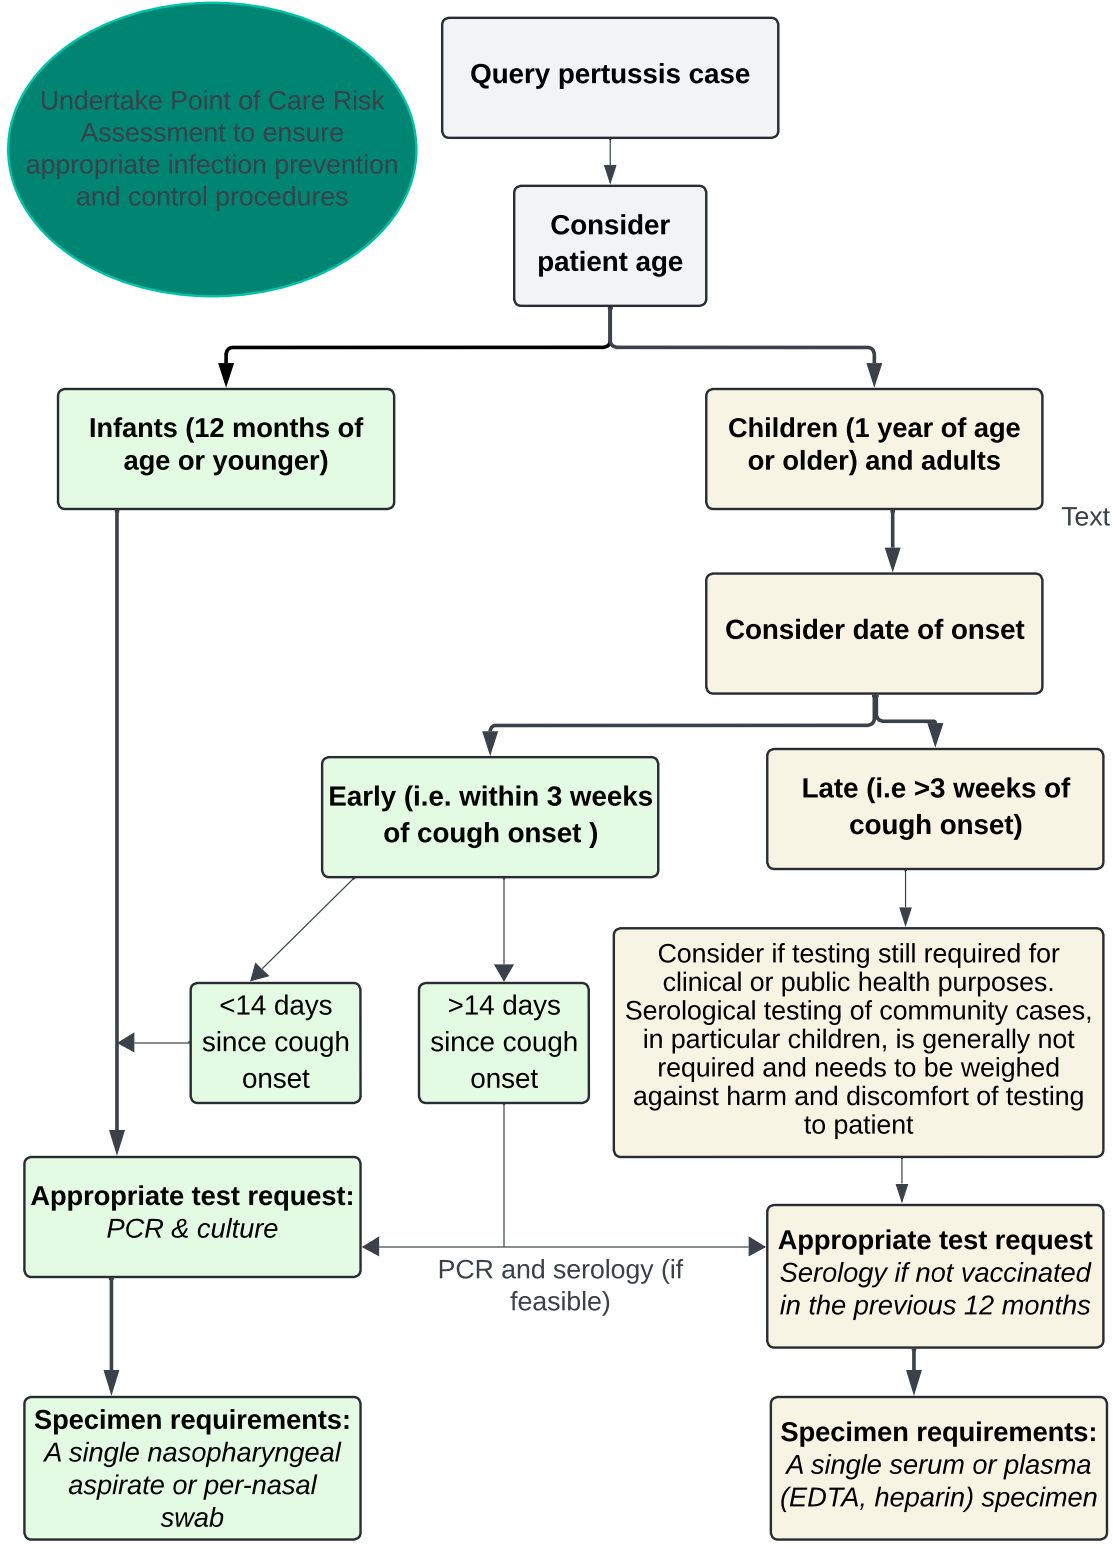 Undertake Point of Care Risk
Assessment to ensure
appropriate infection prevention
and control procedures
Query pertussis case
Consider
patient age
Infants (12 months of
age or younger)
Children (1 year of age
or older) and adults
Text
Consider date of onset
Early (i.e. within 3 weeks
of cough onset )
Late (i.e >3 weeks of
cough onset)
<14 days
since cough
onset
>14 days
since cough
onset
Consider if testing still required for
clinical or public health purposes.
Serological testing of community cases,
in particular children, is generally not
required and needs to be weighed
against harm and discomfort of testing
to patient
Appropriate test request:
PCR & culture
PCR and serology (if
feasible)
Appropriate test request
Serology if not vaccinated
in the previous 12 months
Specimen requirements:
A single nasopharyngeal
aspirate or per-nasal
swab
Specimen requirements:
A single serum or plasma
(EDTA, heparin) specimen